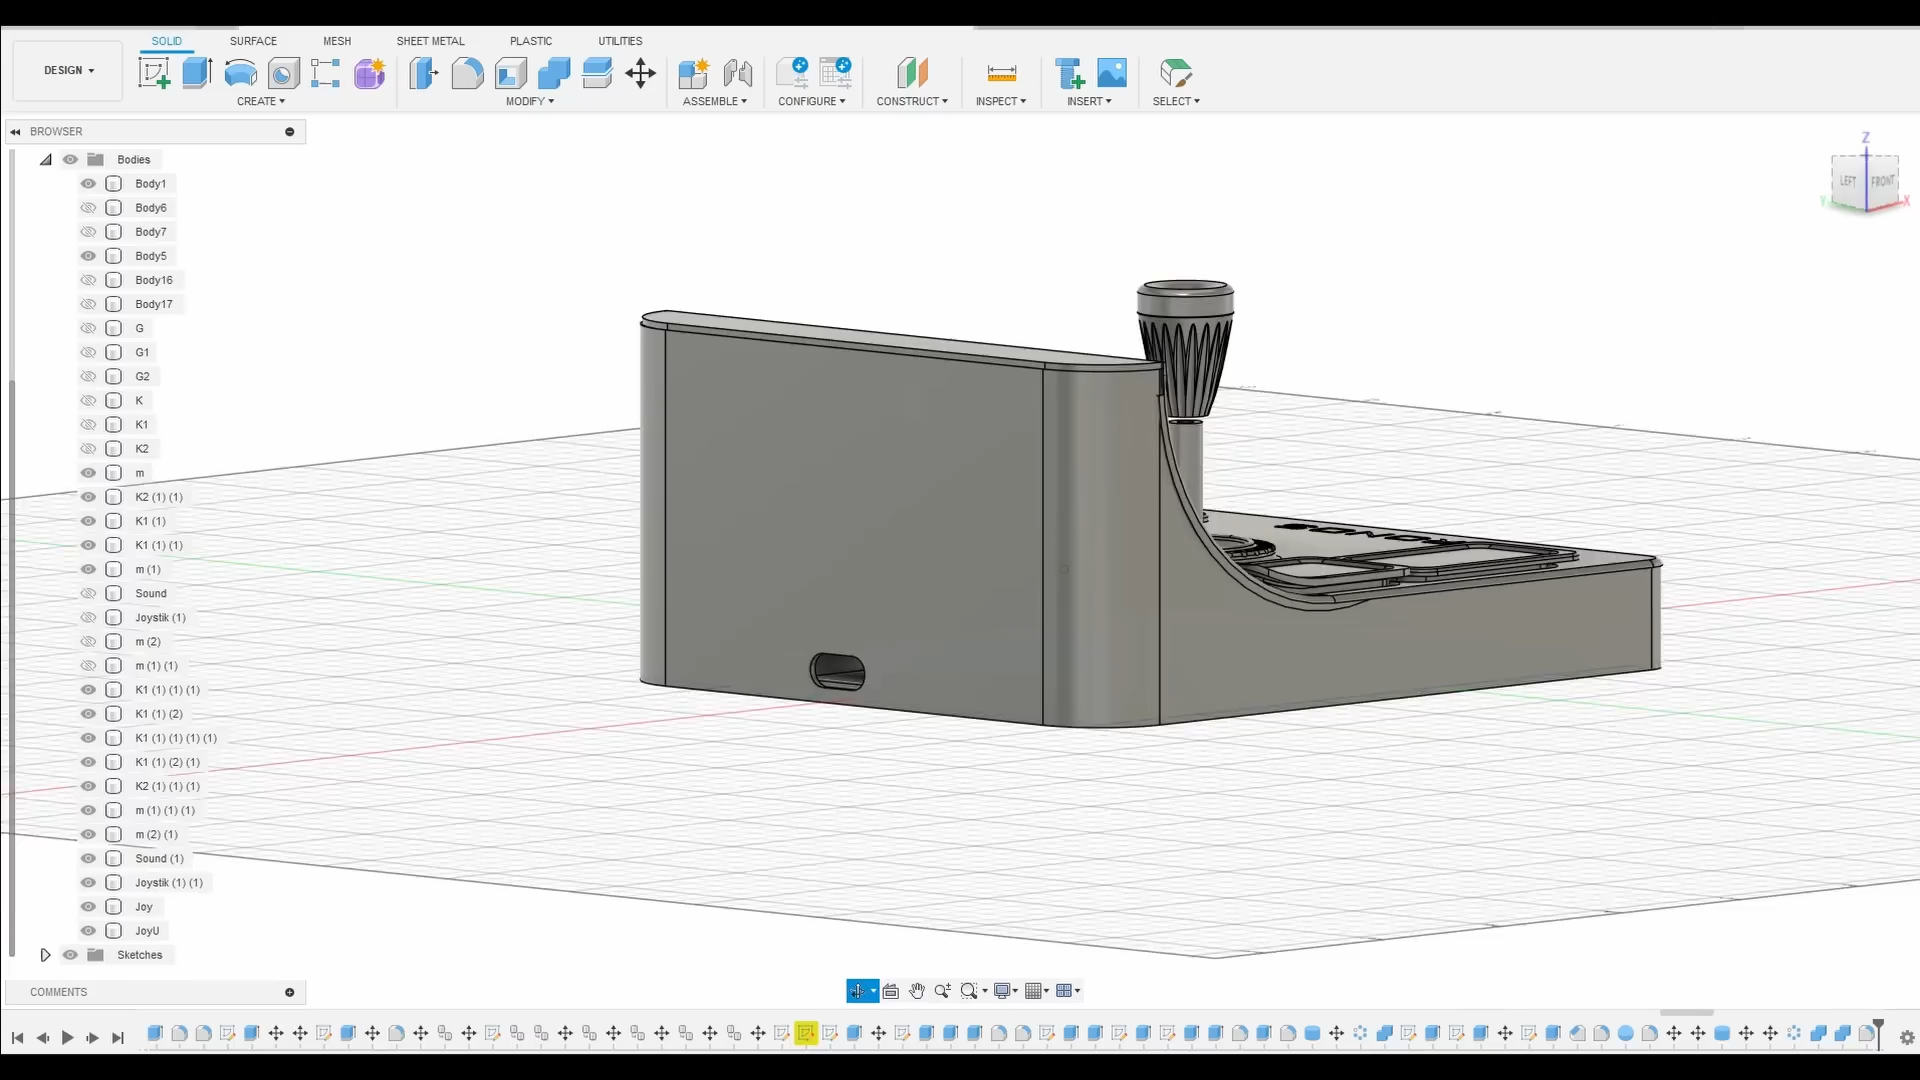 SOLID SURFACE MESH SHEET METAL PLASTIC UTILITIES
DESIGN
CREATE MODIFY ASSEMBLE CONFIGURE CONSTRUCT INSPECT INSERT SELECT
BROWSER
Bodies
Body1
Body6
Body7
Body5
Body16
Body17
G
G1
G2
K
K1
K2
m
K2 (1) (1)
K1 (1)
K1 (1) (1)
m (1)
Sound
Joystik (1)
m (2)
m (1) (1)
K1 (1) (1) (1)
K1 (1) (2)
K1 (1) (1) (1) (1)
K1 (1) (2) (1)
K2 (1) (1) (1)
m (1) (1) (1)
m (2) (1)
Sound (1)
Joystik (1) (1)
Joy
JoyU
Sketches
COMMENTS
Z
LEFT FRONT
Y X